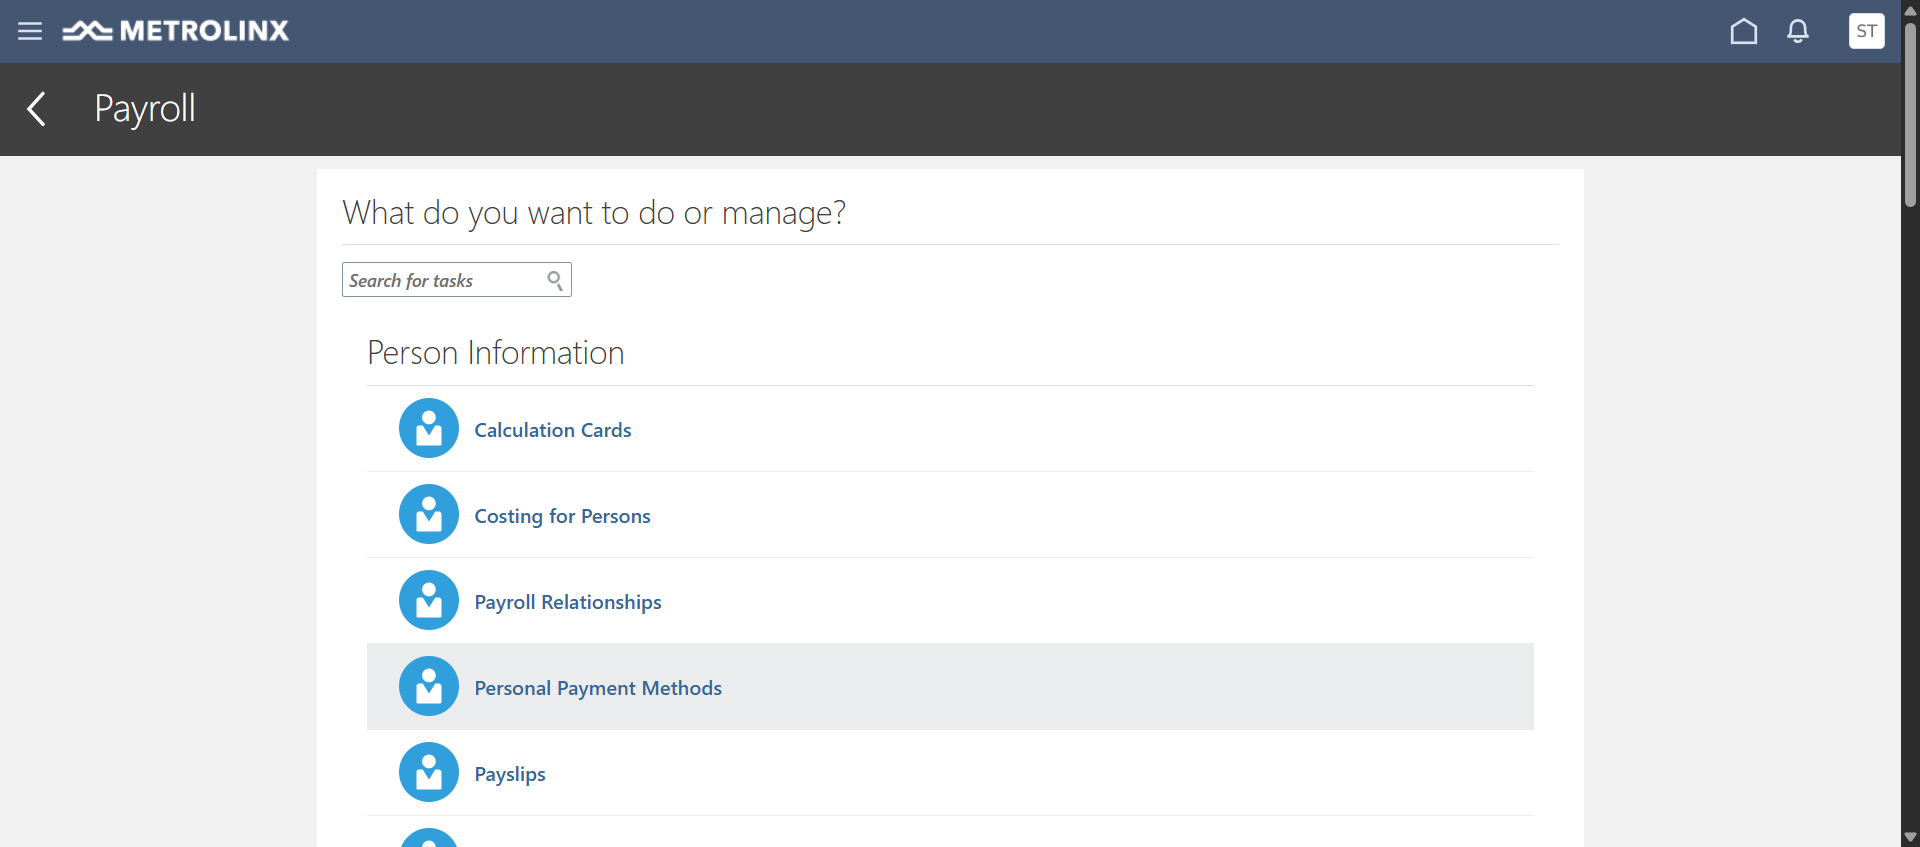 METROLINX
ST
Payroll
What do you want to do or manage?
Search for tasks
Person Information
Calculation Cards
Costing for Persons
Payroll Relationships
Personal Payment Methods
Payslips